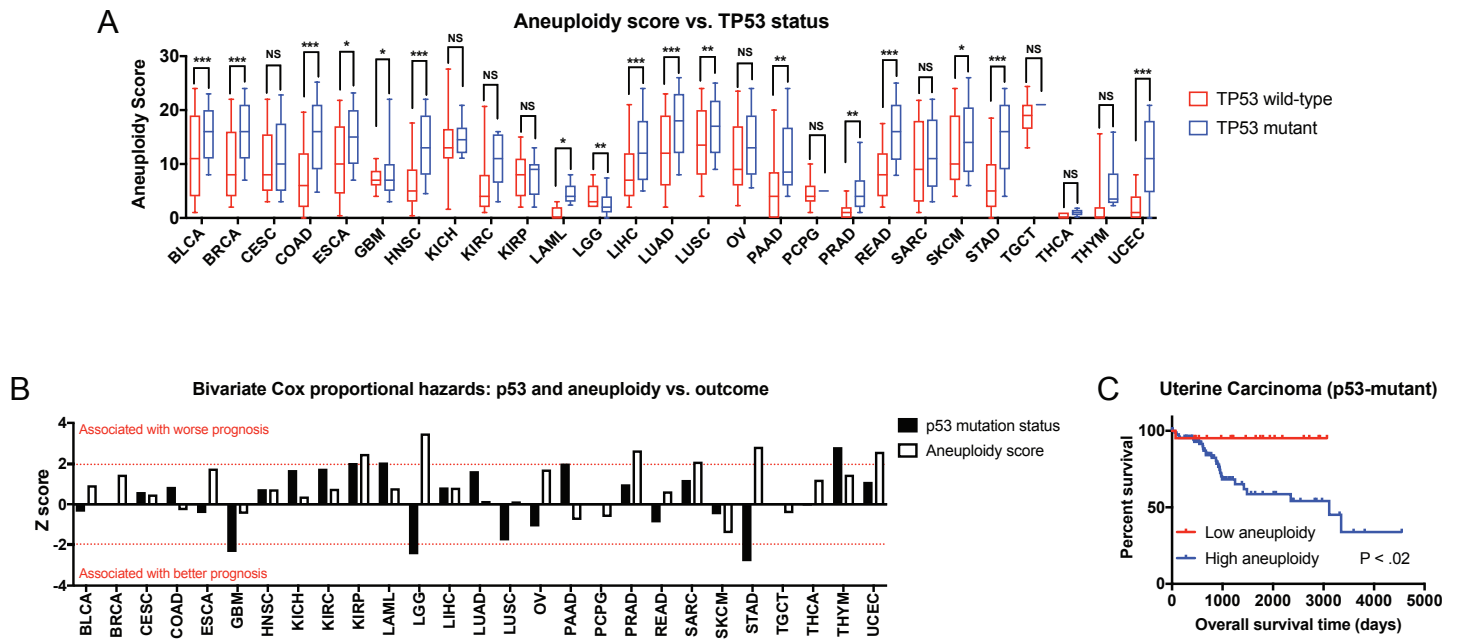 A
Aneuploidy score vs. TP53 status
Aneuploidy Score
30
20
10
0
*** *** NS *** * * *** NS NS NS * ** *** *** ** NS ** NS ** *** NS * *** NS NS NS ***
TP53 wild-type
TP53 mutant
BLCA BRCA CESC COAD ESCA GBM HNSC KICH KIRC KIRP LAML LGG LIHC LUAD LUSC OV PAAD PCPG PRAD READ SARC SKCM STAD TGCT THCA THYM UCEC
B
Bivariate Cox proportional hazards: p53 and aneuploidy vs. outcome
Z score
4
2
0
-2
-4
Associated with worse prognosis
Associated with better prognosis
p53 mutation status
Aneuploidy score
BLCA BRCA CESC COAD ESCA GBM HNSC KICH KIRC KIRP LAML LGG LIHC LUAD LUSC OV PAAD PCPG PRAD READ SARC SKCM STAD TGCT THCA THYM UCEC
C
Uterine Carcinoma (p53-mutant)
Percent survival
100
50
0
Low aneuploidy
High aneuploidy
P < .02
0 1000 2000 3000 4000 5000
Overall survival time (days)